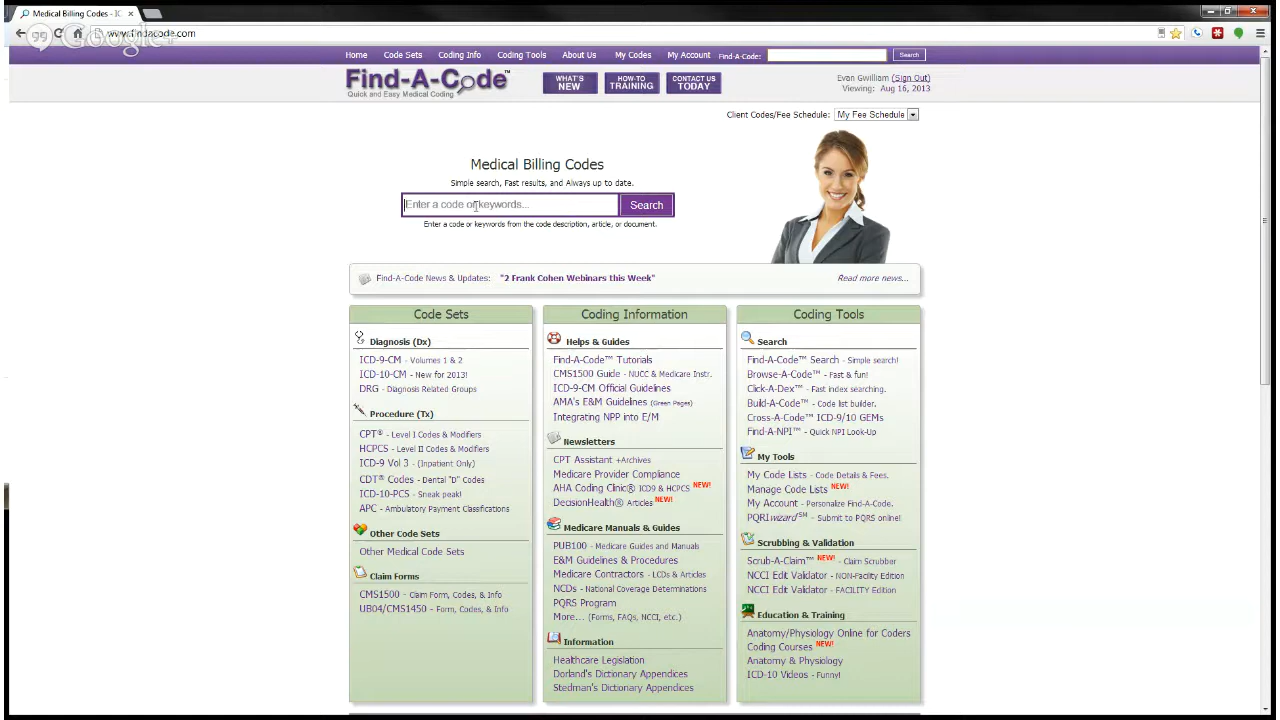 Medical Billing Codes - IC
www.findacode.com
Google+
Home Code Sets Coding Info Coding Tools About Us My Codes My Account Find-A-Code: Search
Find-A-Code™
Quick and Easy Medical Coding
WHAT'S NEW
HOW-TO TRAINING
CONTACT US TODAY
Evan Gwilliam (Sign Out)
Viewing: Aug 16, 2013
Client Codes/Fee Schedule: My Fee Schedule
Medical Billing Codes
Simple search, Fast results, and Always up to date.
Enter a code or keywords... Search
Enter a code or keywords from the code description, article, or document.
Find-A-Code News & Updates: "2 Frank Cohen Webinars this Week" Read more news...
Code Sets
Diagnosis (Dx)
ICD-9-CM - Volumes 1 & 2
ICD-10-CM - New for 2013!
DRG - Diagnosis Related Groups
Procedure (Tx)
CPT® - Level I Codes & Modifiers
HCPCS - Level II Codes & Modifiers
ICD-9 Vol 3 - (Inpatient Only)
CDT® Codes - Dental "D" Codes
ICD-10-PCS - Sneak peak!
APC - Ambulatory Payment Classifications
Other Code Sets
Other Medical Code Sets
Claim Forms
CMS1500 - Claim Form, Codes, & Info
UB04/CMS1450 - Form, Codes, & Info
Coding Information
Helps & Guides
Find-A-Code™ Tutorials
CMS1500 Guide - NUCC & Medicare Instr.
ICD-9-CM Official Guidelines
AMA's E&M Guidelines (Green Pages)
Integrating NPP into E/M
Newsletters
CPT Assistant +Archives
Medicare Provider Compliance
AHA Coding Clinic® ICD9 & HCPCS NEW!
DecisionHealth® Articles NEW!
Medicare Manuals & Guides
PUB100 - Medicare Guides and Manuals
E&M Guidelines & Procedures
Medicare Contractors - LCDs & Articles
NCDs - National Coverage Determinations
PQRS Program
More... (Forms, FAQs, NCCI, etc.)
Information
Healthcare Legislation
Dorland's Dictionary Appendices
Stedman's Dictionary Appendices
Coding Tools
Search
Find-A-Code™ Search - Simple search!
Browse-A-Code™ - Fast & fun!
Click-A-Dex™ - Fast index searching.
Build-A-Code™ - Code list builder.
Cross-A-Code™ ICD-9/10 GEMs
Find-A-NPI™ - Quick NPI Look-Up
My Tools
My Code Lists - Code Details & Fees.
Manage Code Lists NEW!
My Account - Personalize Find-A-Code.
PQRIwizard℠ - Submit to PQRS online!
Scrubbing & Validation
Scrub-A-Claim™ NEW! - Claim Scrubber
NCCI Edit Validator - NON-Facility Edition
NCCI Edit Validator - FACILITY Edition
Education & Training
Anatomy/Physiology Online for Coders
Coding Courses NEW!
Anatomy & Physiology
ICD-10 Videos - Funny!